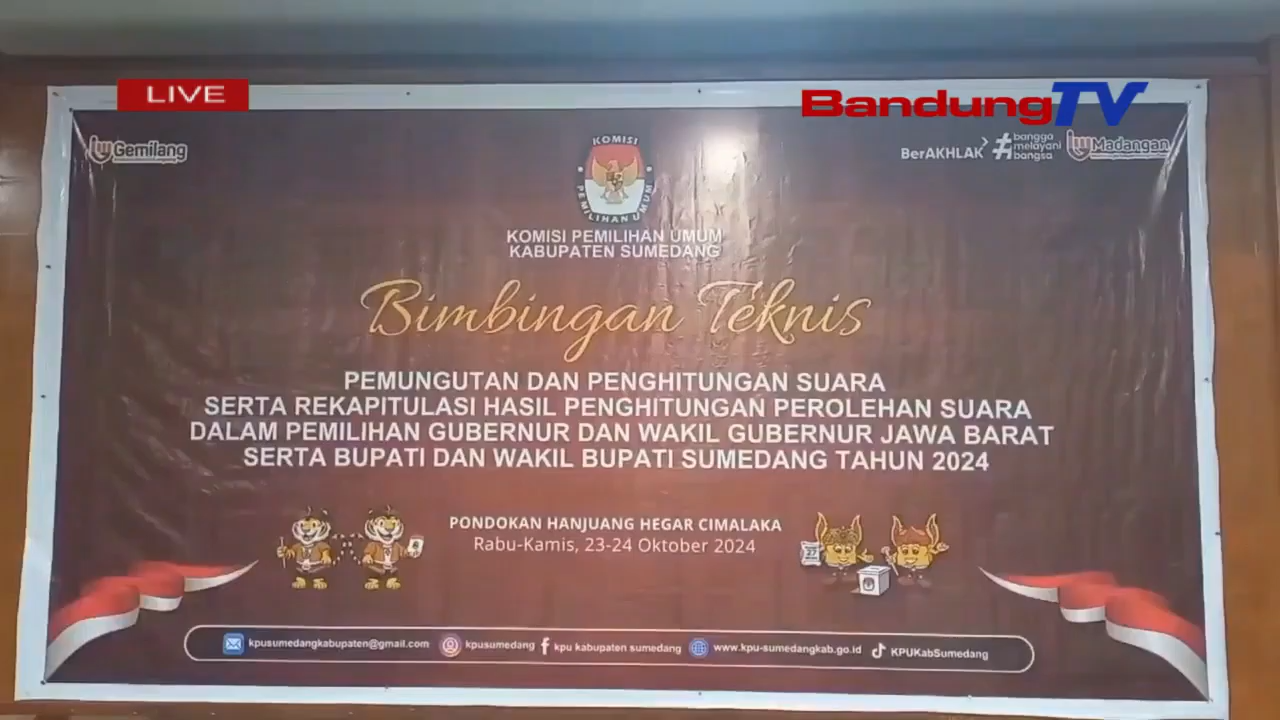 LIVE
BandungTV
Gemilang
BerAKHLAK
#bangga
melayani
bangsa
Madangan
KOMISI
PEMILIHAN UMUM
KOMISI PEMILIHAN UMUM
KABUPATEN SUMEDANG
Bimbingan Teknis
PEMUNGUTAN DAN PENGHITUNGAN SUARA
SERTA REKAPITULASI HASIL PENGHITUNGAN PEROLEHAN SUARA
DALAM PEMILIHAN GUBERNUR DAN WAKIL GUBERNUR JAWA BARAT
SERTA BUPATI DAN WAKIL BUPATI SUMEDANG TAHUN 2024
PONDOKAN HANJUANG HEGAR CIMALAKA
Rabu-Kamis, 23-24 Oktober 2024
27
kpusumedangkabupaten@gmail.com kpusumedang kpu kabupaten sumedang www.kpu-sumedangkab.go.id KPUKabSumedang